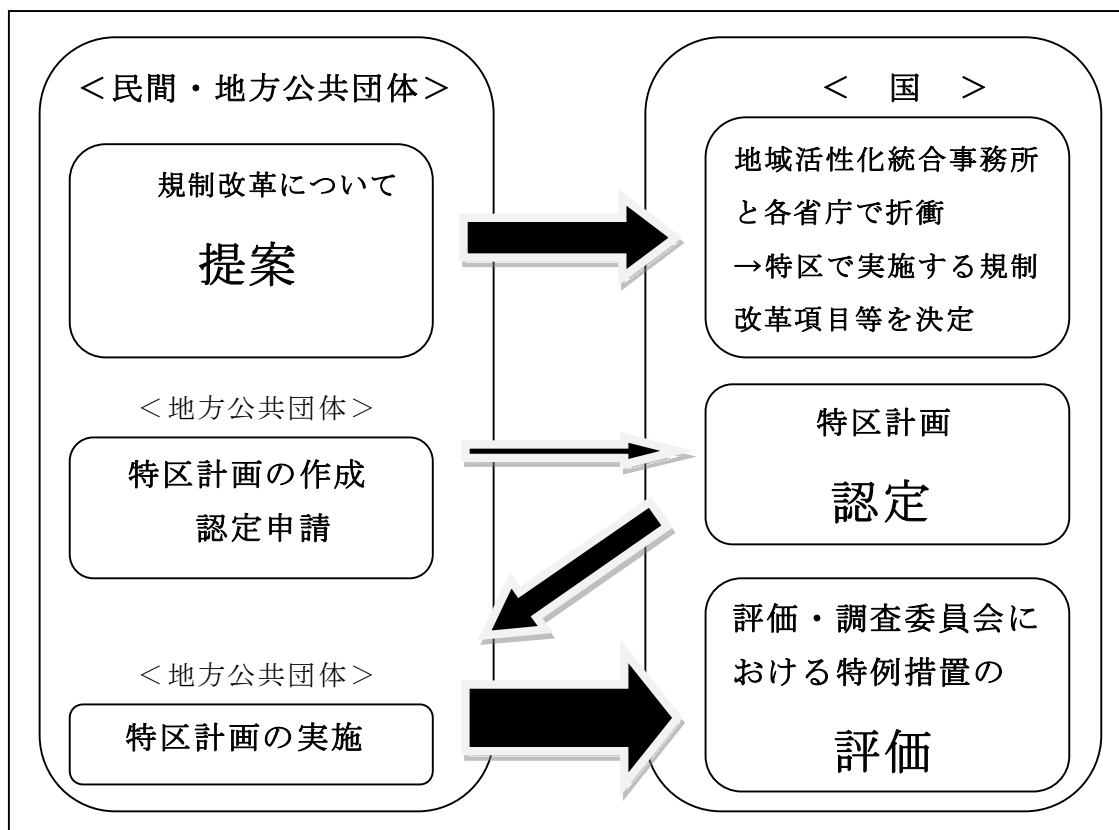 <民間・地方公共団体>
規制改革について
提案
<地方公共団体>
特区計画の作成
認定申請
<地方公共団体>
特区計画の実施
< 国 >
地域活性化統合事務所
と各省庁で折衝
→特区で実施する規制
改革項目等を決定
特区計画
認定
評価・調査委員会に
おける特例措置の
評価